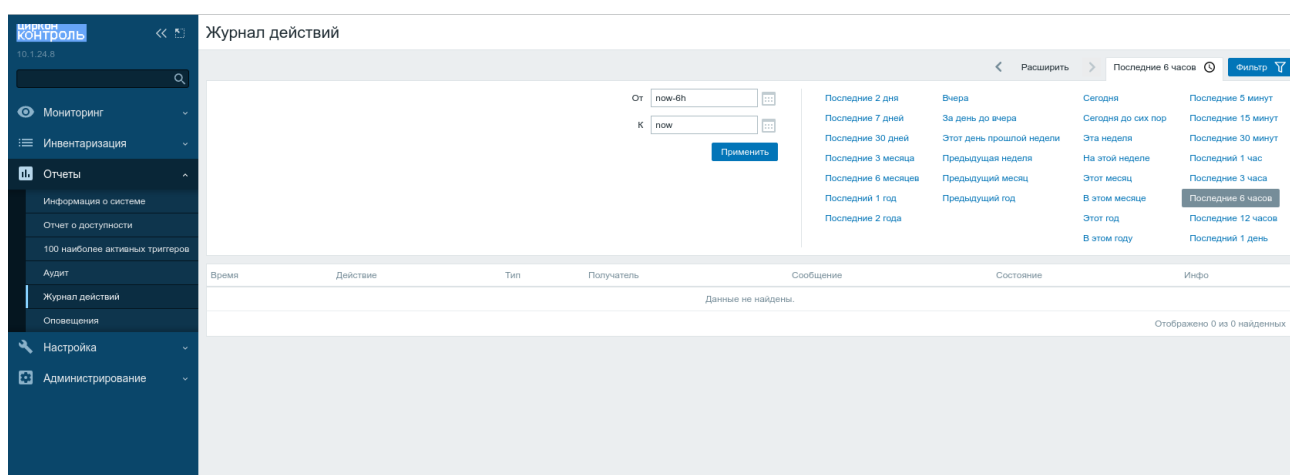 циркон
контроль
10.1.24.8
Мониторинг
Инвентаризация
Отчеты
Информация о системе
Отчет о доступности
100 наиболее активных триггеров
Аудит
Журнал действий
Оповещения
Настройка
Администрирование
Журнал действий
Расширить Последние 6 часов Фильтр
От now-6h
К now
Применить
Последние 2 дня Вчера Сегодня Последние 5 минут
Последние 7 дней За день до вчера Сегодня до сих пор Последние 15 минут
Последние 30 дней Этот день прошлой недели Эта неделя Последние 30 минут
Последние 3 месяца Предыдущая неделя На этой неделе Последний 1 час
Последние 6 месяцев Предыдущий месяц Этот месяц Последние 3 часа
Последний 1 год Предыдущий год В этом месяце Последние 6 часов
Последние 2 года Этот год Последние 12 часов
В этом году Последний 1 день
Время Действие Тип Получатель Сообщение Состояние Инфо
Данные не найдены.
Отображено 0 из 0 найденных